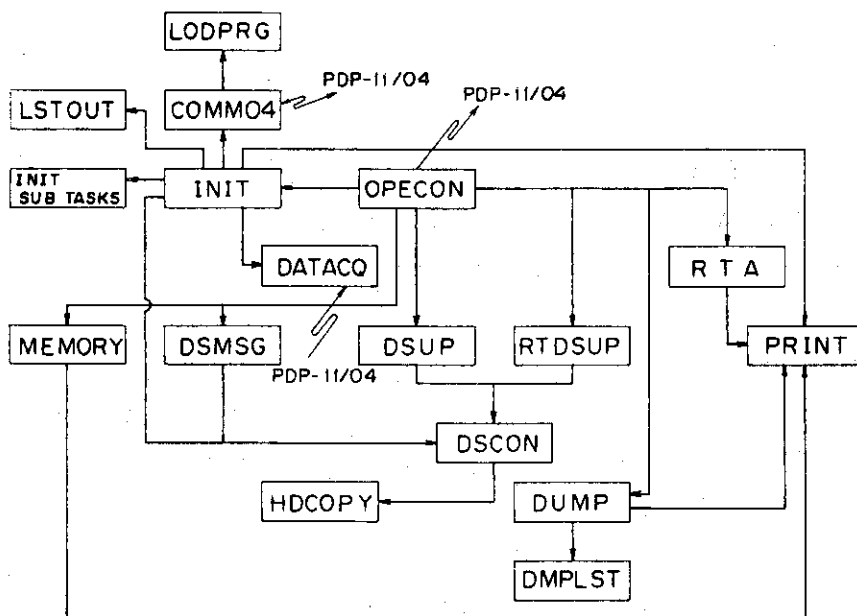 LODPRG
PDP-11/04
PDP-11/04
LSTOUT
COMM04
INIT
SUB TASKS
INIT
OPECON
DATACQ
RTA
MEMORY
DSMSG
DSUP
RTDSUP
PRINT
PDP-11/04
DSCON
HDCOPY
DUMP
DMPLST